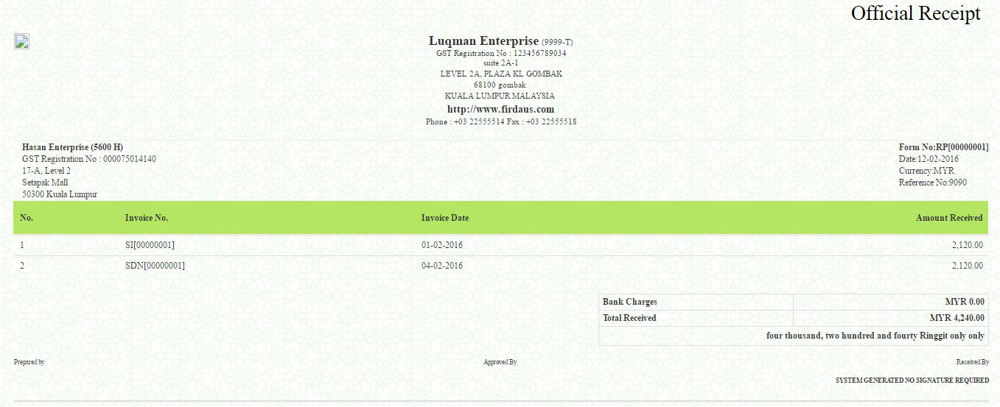 Official Receipt
Luqman Enterprise (9999-T)
GST Registration No : 123456789034
suite 2A-1
LEVEL 2A, PLAZA KL GOMBAK
68100 gombak
KUALA LUMPUR MALAYSIA
http://www.firdaus.com
Phone : +03 22555514 Fax : +03 22555518
Hasan Enterprise (5600 H)
GST Registration No : 000075014140
17-A, Level 2
Setapak Mall
50300 Kuala Lumpur
Form No:RP[00000001]
Date:12-02-2016
Currency:MYR
Reference No:9090
No. Invoice No. Invoice Date Amount Received
1 SI[00000001] 01-02-2016 2,120.00
2 SDN[00000001] 04-02-2016 2,120.00
Bank Charges MYR 0.00
Total Received MYR 4,240.00
four thousand, two hundred and fourty Ringgit only only
Prepared by Approved By Received By
SYSTEM GENERATED NO SIGNATURE REQUIRED